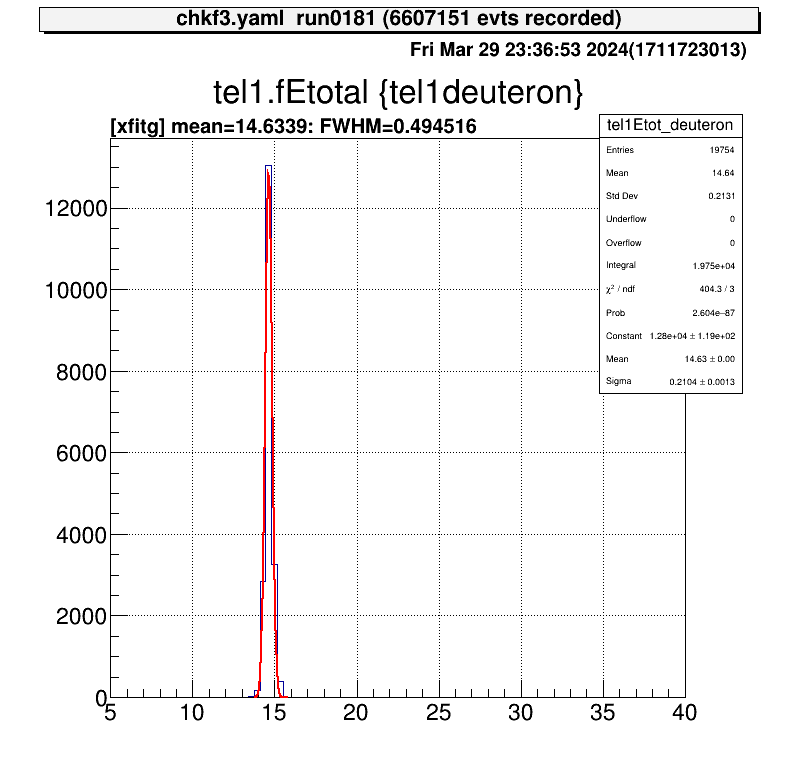 chkf3.yaml  run0181 (6607151 evts recorded)
Fri Mar 29 23:36:53 2024(1711723013)
tel1.fEtotal {tel1deuteron}
[xfitg] mean=14.6339: FWHM=0.494516
tel1Etot_deuteron
Entries 19754
Mean 14.64
Std Dev 0.2131
Underflow 0
Overflow 0
Integral 1.975e+04
χ² / ndf 404.3 / 3
Prob 2.604e−87
Constant 1.28e+04 ± 1.19e+02
Mean 14.63 ± 0.00
Sigma 0.2104 ± 0.0013
12000
10000
8000
6000
4000
2000
0
5 10 15 20 25 30 35 40